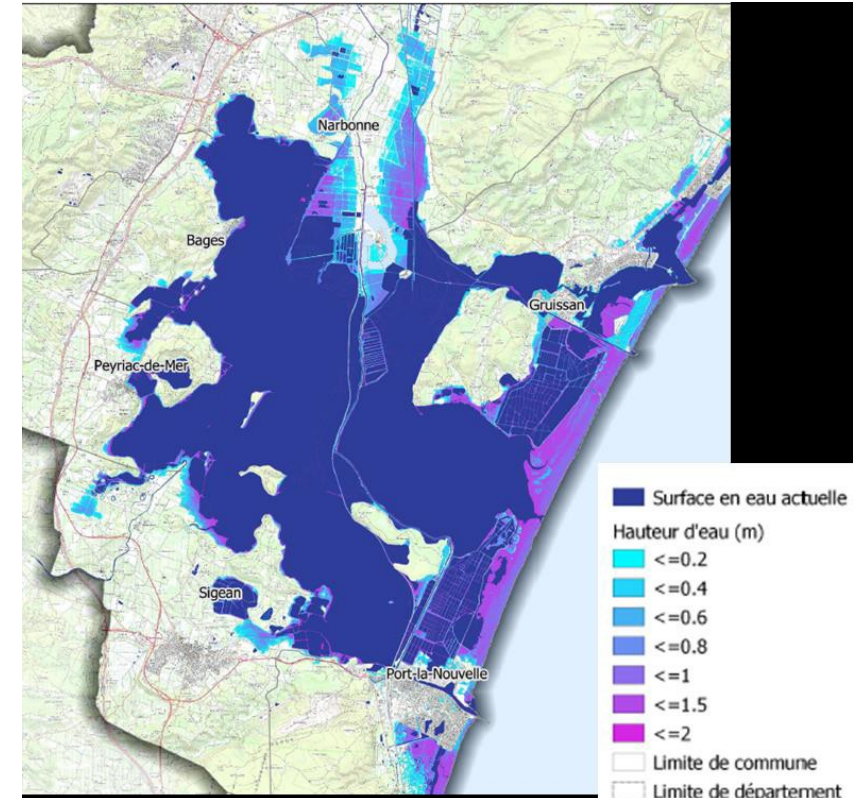 Narbonne
Bages
Gruissan
Peyriac-de-Mer
Sigean
Port-la-Nouvelle
Surface en eau actuelle
Hauteur d'eau (m)
<=0.2
<=0.4
<=0.6
<=0.8
<=1
<=1.5
<=2
Limite de commune
Limite de département